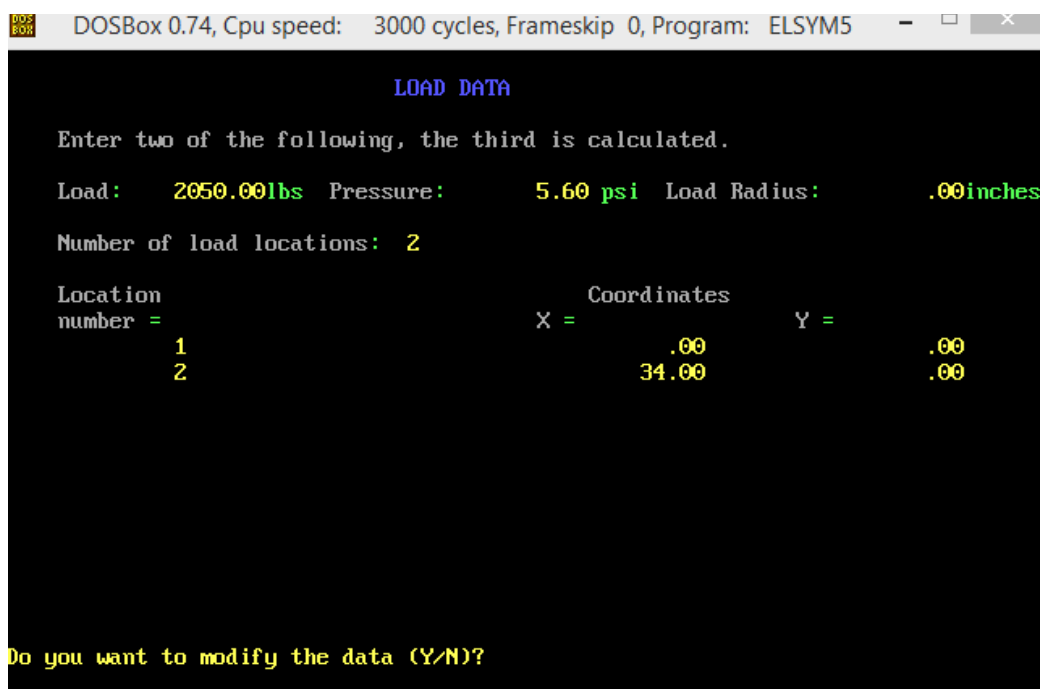 DOS BOX DOSBox 0.74, Cpu speed: 3000 cycles, Frameskip 0, Program: ELSYM5
LOAD DATA
Enter two of the following, the third is calculated.
Load: 2050.00lbs Pressure: 5.60 psi Load Radius: .00inches
Number of load locations: 2
Location Coordinates
number = X = Y =
1 .00 .00
2 34.00 .00
Do you want to modify the data (Y/N)?